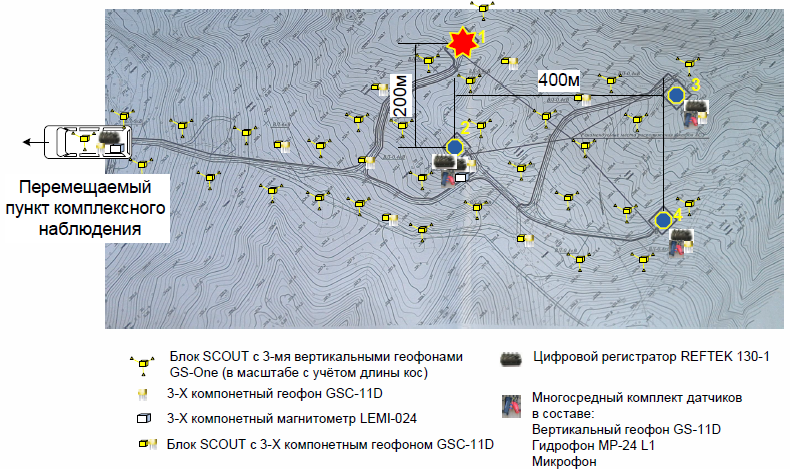 1
200м
400м
3
2
4
Перемещаемый
пункт комплексного
наблюдения
Блок SCOUT с 3-мя вертикальными геофонами
GS-One (в масштабе с учётом длины кос)
3-Х компонетный геофон GSC-11D
3-Х компонетный магнитометр LEMI-024
Блок SCOUT с 3-Х компонетным геофоном GSC-11D
Цифровой регистратор REFTEK 130-1
Многосредный комплект датчиков
в составе:
Вертикальный геофон GS-11D
Гидрофон MP-24 L1
Микрофон